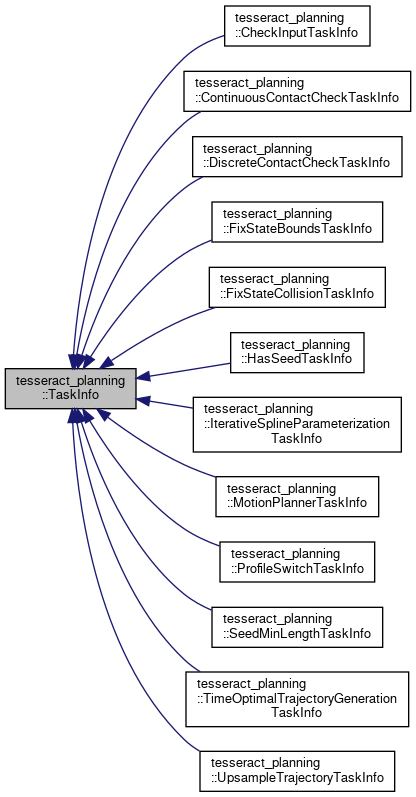 tesseract_planning
::CheckInputTaskInfo
tesseract_planning
::ContinuousContactCheckTaskInfo
tesseract_planning
::DiscreteContactCheckTaskInfo
tesseract_planning
::FixStateBoundsTaskInfo
tesseract_planning
::FixStateCollisionTaskInfo
tesseract_planning
::HasSeedTaskInfo
tesseract_planning
::TaskInfo
tesseract_planning
::IterativeSplineParameterization
TaskInfo
tesseract_planning
::MotionPlannerTaskInfo
tesseract_planning
::ProfileSwitchTaskInfo
tesseract_planning
::SeedMinLengthTaskInfo
tesseract_planning
::TimeOptimalTrajectoryGeneration
TaskInfo
tesseract_planning
::UpsampleTrajectoryTaskInfo